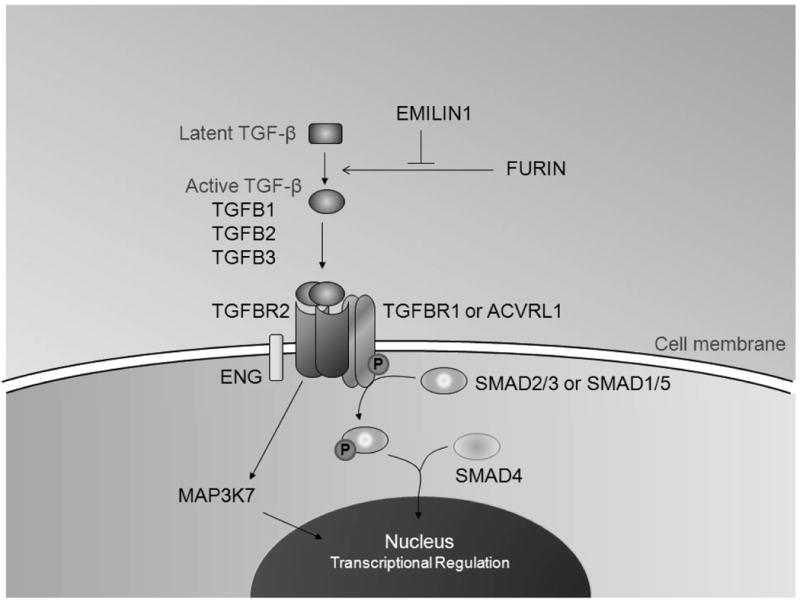 EMILIN1
Latent TGF-β
FURIN
Active TGF-β
TGFB1
TGFB2
TGFB3
TGFBR2
TGFBR1 or ACVRL1
Cell membrane
ENG
P
SMAD2/3 or SMAD1/5
P
SMAD4
MAP3K7
Nucleus
Transcriptional Regulation